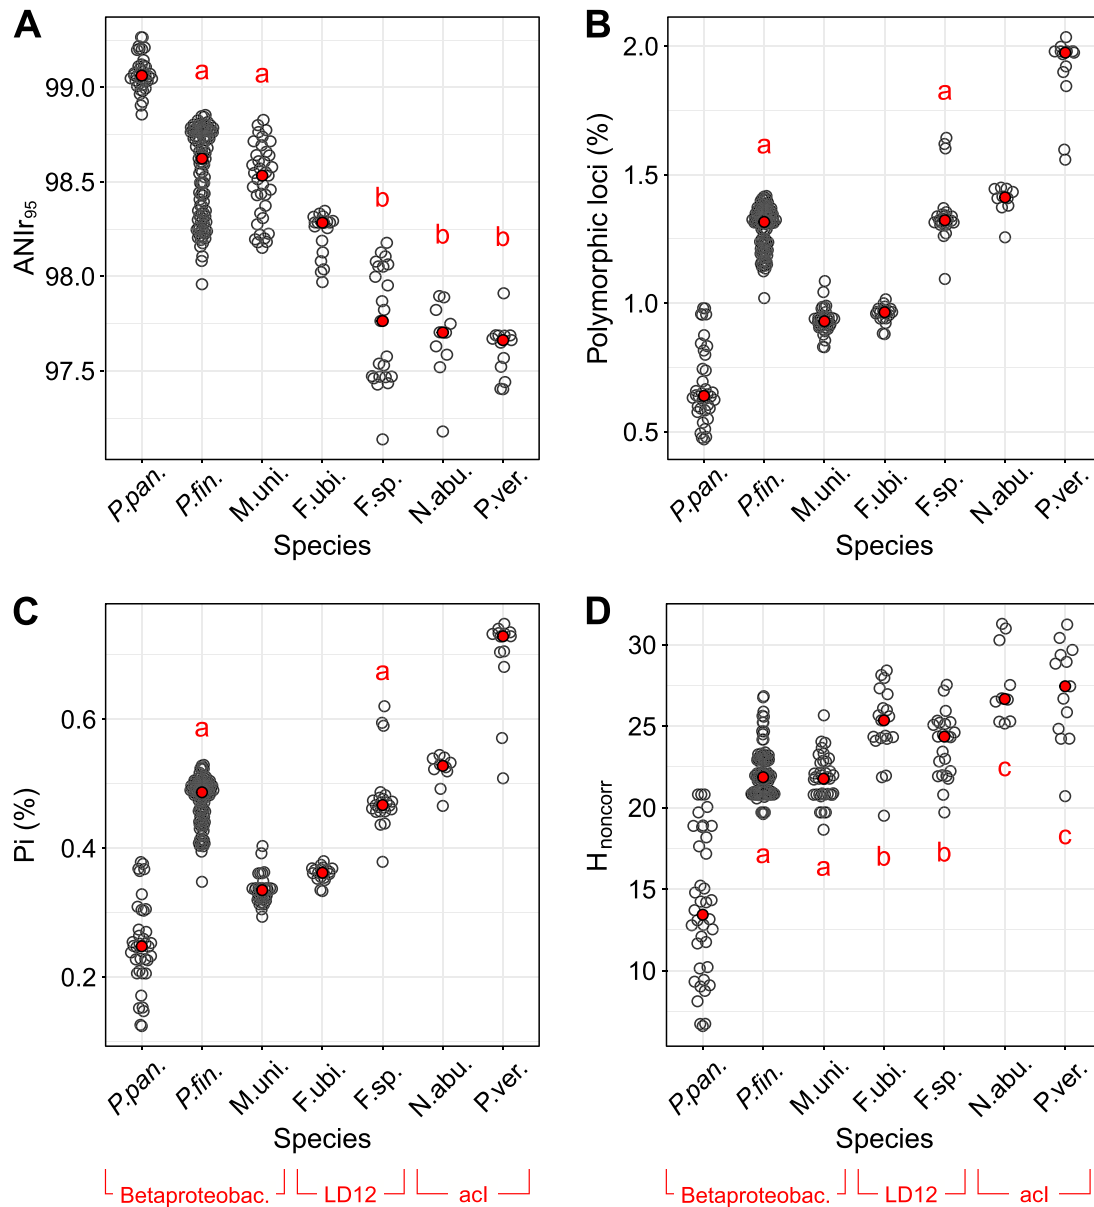 A
ANIr95
99.0
98.5
98.0
97.5
a a b b b
P.pan. P.fin. M.uni. F.ubi. F.sp. N.abu. P.ver.
Species
B
Polymorphic loci (%)
2.0
1.5
1.0
0.5
a a
P.pan. P.fin. M.uni. F.ubi. F.sp. N.abu. P.ver.
Species
C
Pi (%)
0.6
0.4
0.2
a a
P.pan. P.fin. M.uni. F.ubi. F.sp. N.abu. P.ver.
Species
Betaproteobac. LD12 acI
D
Hnoncorr
30
25
20
15
10
a a b b c c
P.pan. P.fin. M.uni. F.ubi. F.sp. N.abu. P.ver.
Species
Betaproteobac. LD12 acI